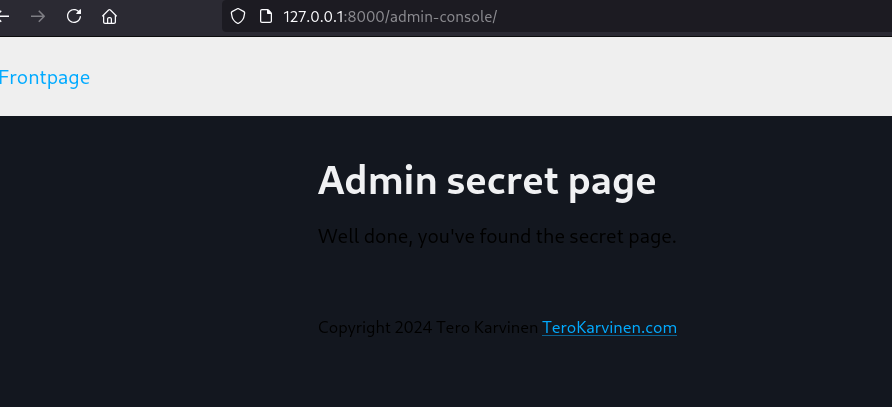 127.0.0.1:8000/admin-console/
Frontpage
Admin secret page
Well done, you've found the secret page.
Copyright 2024 Tero Karvinen TeroKarvinen.com